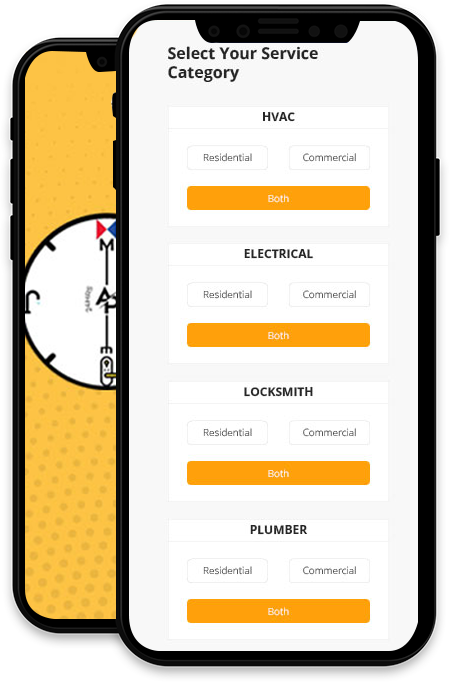 Select Your Service
Category
HVAC
Residential
Commercial
Both
ELECTRICAL
Residential
Commercial
Both
LOCKSMITH
Residential
Commercial
Both
PLUMBER
Residential
Commercial
Both